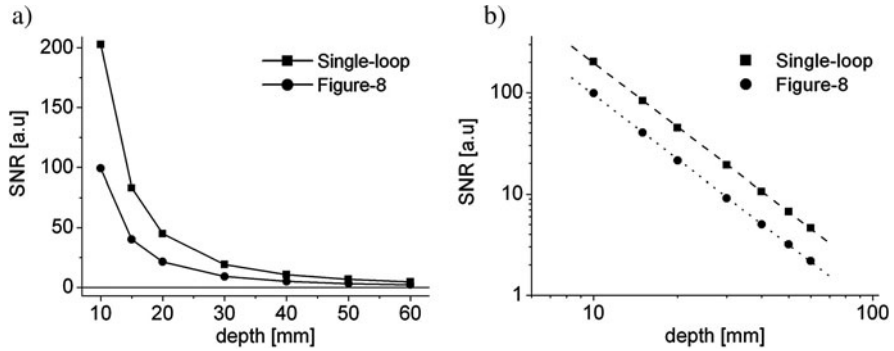 a)
SNR [a.u]
200
150
100
50
0
Single-loop
Figure-8
10 20 30 40 50 60
depth [mm]
b)
SNR [a.u]
100
10
1
Single-loop
Figure-8
10 100
depth [mm]